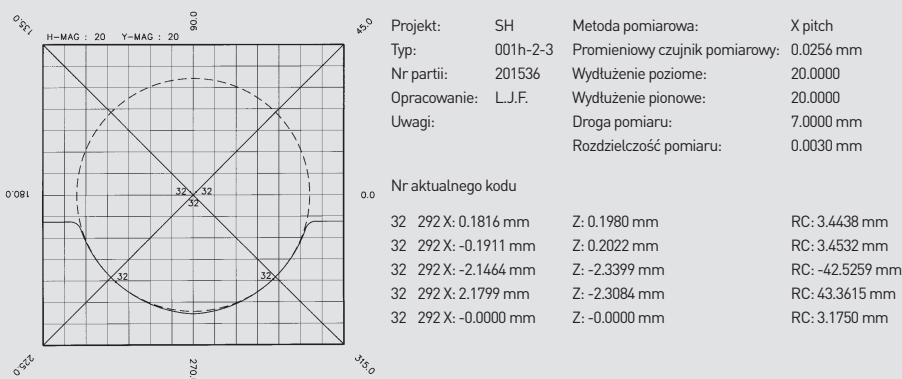 135.0
90.0
45.0
H-MAG : 20 Y-MAG : 20
180.0
0.0
32 32
32
32
32
225.0
270.
315.0
Projekt: SH Metoda pomiarowa: X pitch
Typ: 001h-2-3 Promieniowy czujnik pomiarowy: 0.0256 mm
Nr partii: 201536 Wydłużenie poziome: 20.0000
Opracowanie: L.J.F. Wydłużenie pionowe: 20.0000
Uwagi: Droga pomiaru: 7.0000 mm
Rozdzielczość pomiaru: 0.0030 mm
Nr aktualnego kodu
32 292 X: 0.1816 mm Z: 0.1980 mm RC: 3.4438 mm
32 292 X: -0.1911 mm Z: 0.2022 mm RC: 3.4532 mm
32 292 X: -2.1464 mm Z: -2.3399 mm RC: -42.5259 mm
32 292 X: 2.1799 mm Z: -2.3084 mm RC: 43.3615 mm
32 292 X: -0.0000 mm Z: -0.0000 mm RC: 3.1750 mm